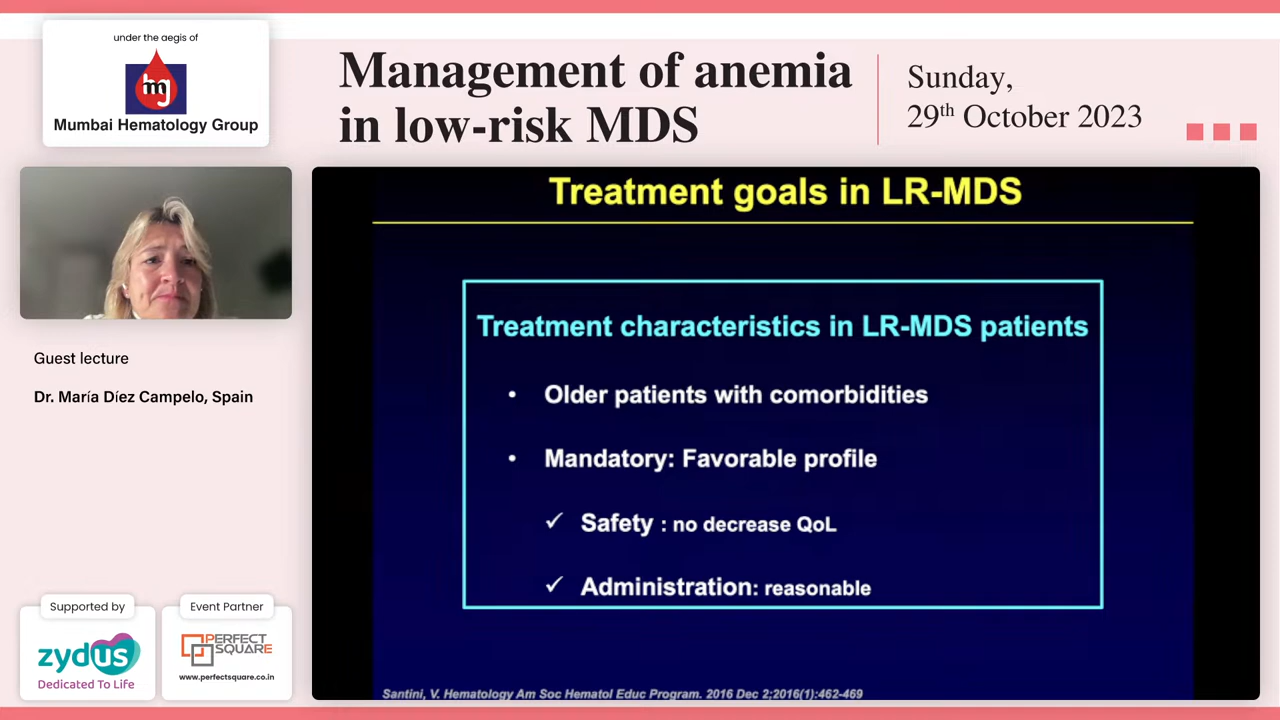 under the aegis of
mg
Mumbai Hematology Group
Management of anemia
in low-risk MDS
Sunday,
29th October 2023
Guest lecture
Dr. María Díez Campelo, Spain
Treatment goals in LR-MDS
Treatment characteristics in LR-MDS patients
• Older patients with comorbidities
• Mandatory: Favorable profile
✓ Safety : no decrease QoL
✓ Administration: reasonable
Santini, V. Hematology Am Soc Hematol Educ Program. 2016 Dec 2;2016(1):462-469
Supported by
zydus
Dedicated To Life
Event Partner
PERFECT
SQUARE
www.perfectsquare.co.in